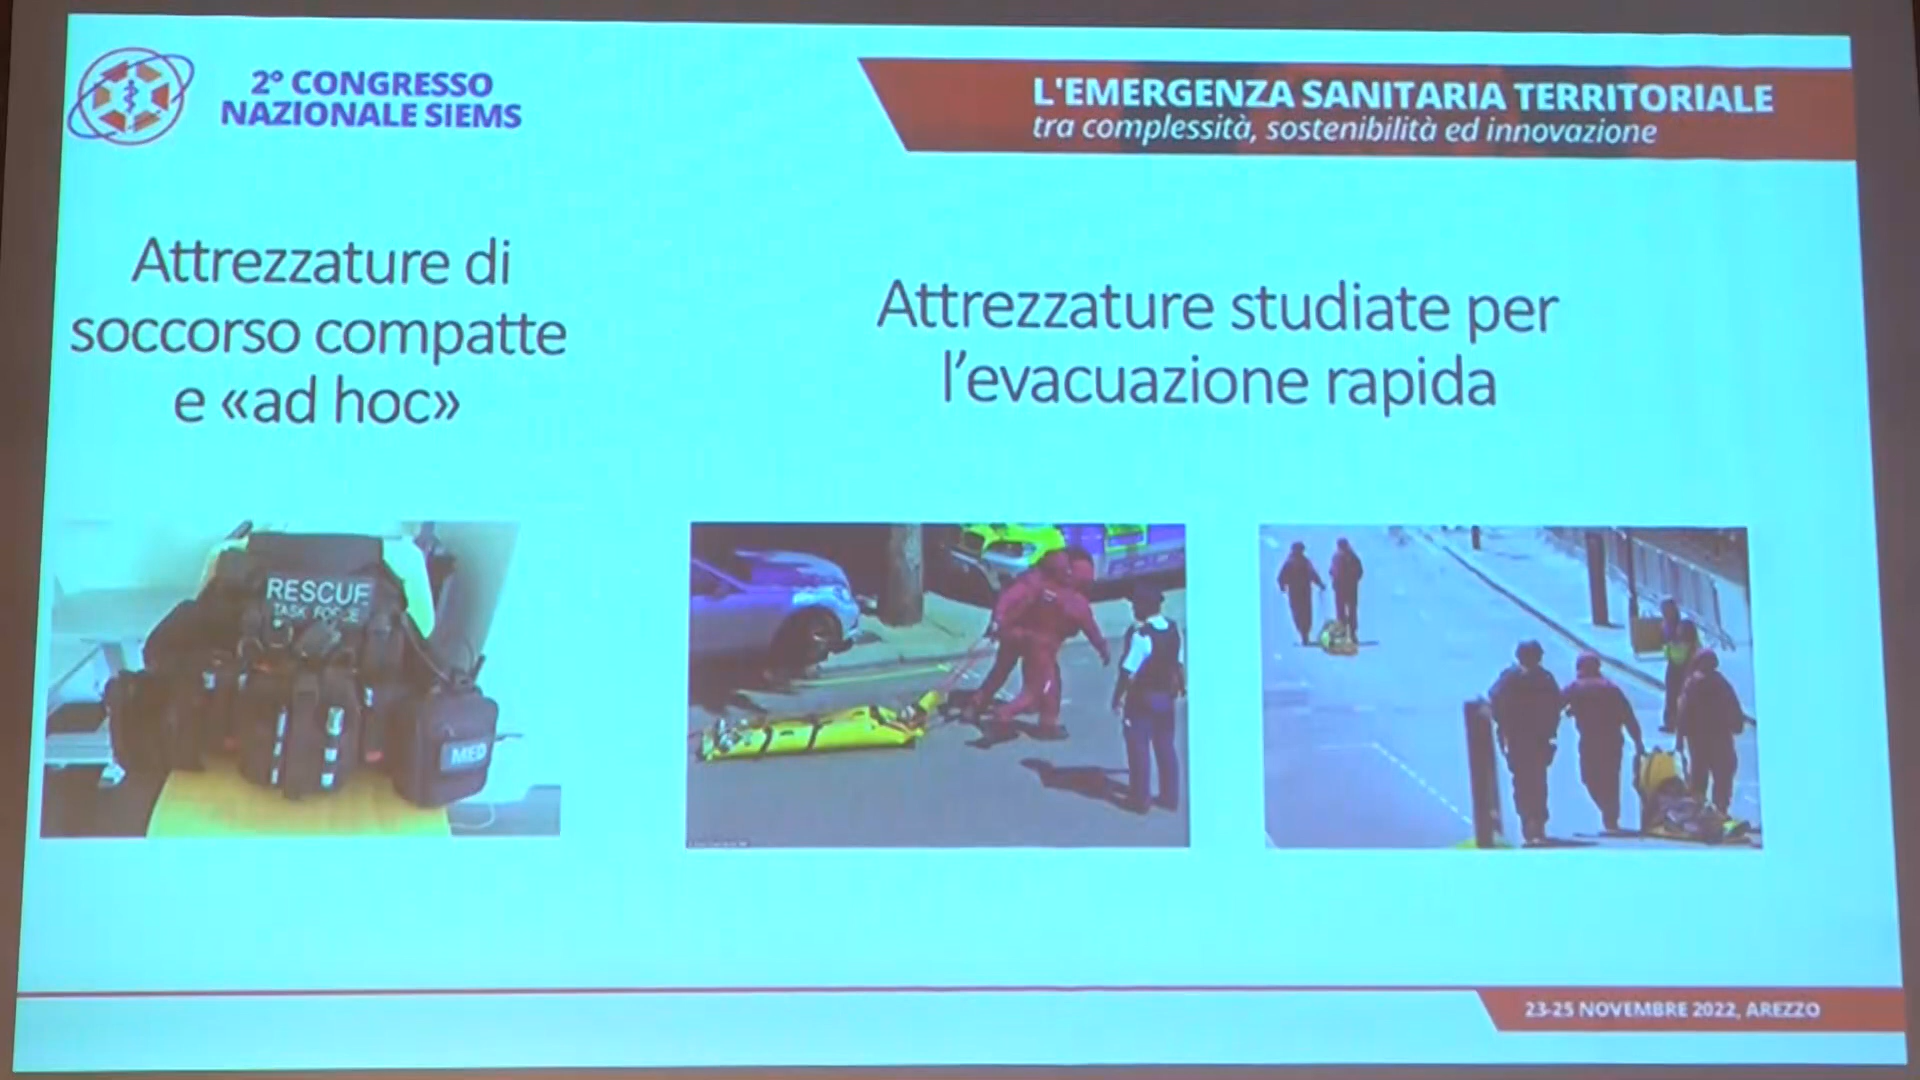 2° CONGRESSO
NAZIONALE SIEMS
L'EMERGENZA SANITARIA TERRITORIALE
tra complessità, sostenibilità ed innovazione
Attrezzature di
soccorso compatte
e «ad hoc»
Attrezzature studiate per
l'evacuazione rapida
RESCUE
TASK FORCE
MED
23-25 NOVEMBRE 2022, AREZZO